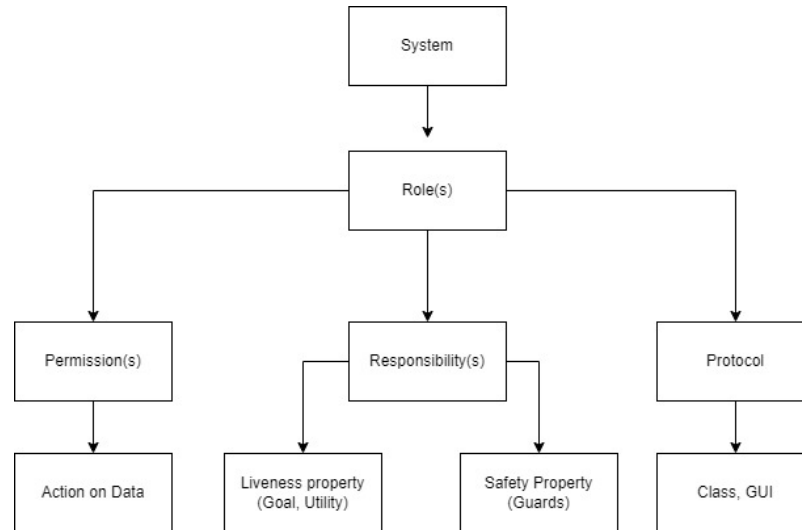 System
Role(s)
Permission(s)
Responsibility(s)
Protocol
Action on Data
Liveness property
(Goal, Utility)
Safety Property
(Guards)
Class, GUI